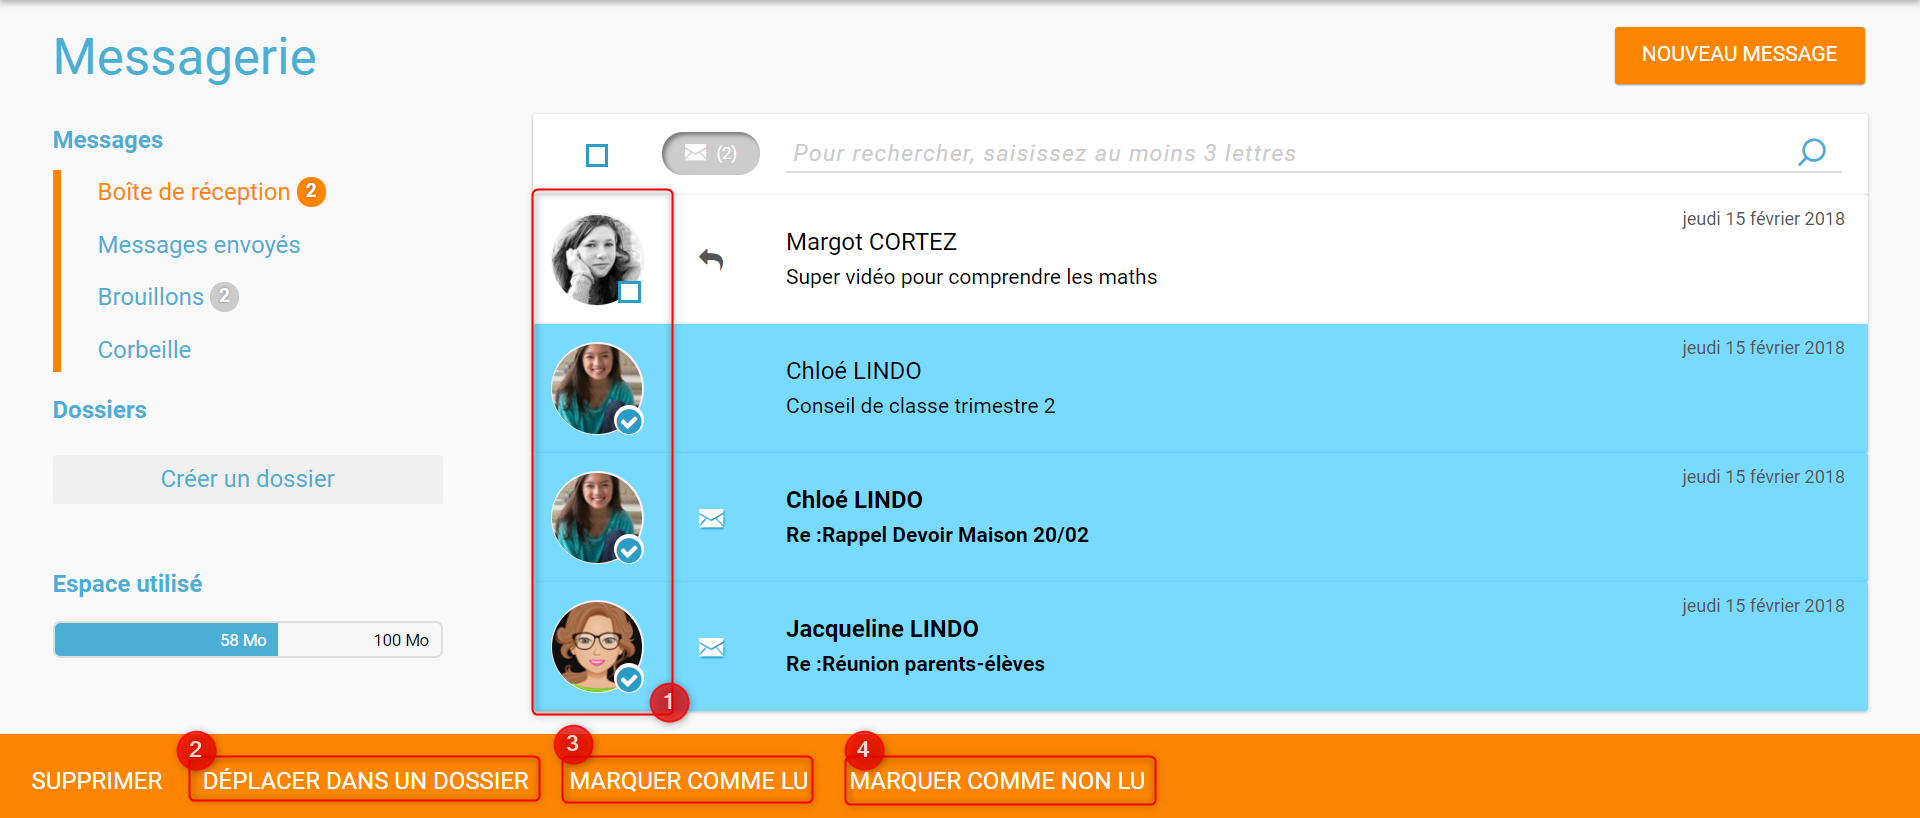 Messagerie
NOUVEAU MESSAGE
Messages
Boîte de réception 2
Messages envoyés
Brouillons 2
Corbeille
Dossiers
Créer un dossier
Espace utilisé
58 Mo 100 Mo
(2) Pour rechercher, saisissez au moins 3 lettres
jeudi 15 février 2018
Margot CORTEZ
Super vidéo pour comprendre les maths
jeudi 15 février 2018
Chloé LINDO
Conseil de classe trimestre 2
jeudi 15 février 2018
Chloé LINDO
Re :Rappel Devoir Maison 20/02
jeudi 15 février 2018
Jacqueline LINDO
Re :Réunion parents-élèves
1
2
3
4
SUPPRIMER DÉPLACER DANS UN DOSSIER MARQUER COMME LU MARQUER COMME NON LU